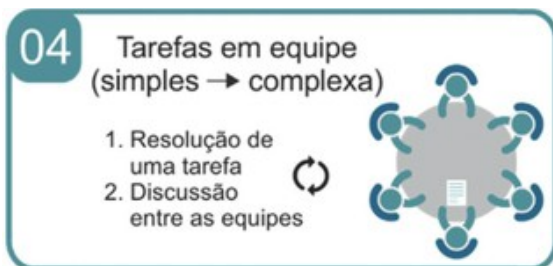 04
Tarefas em equipe
(simples → complexa)
1. Resolução de
uma tarefa
2. Discussão
entre as equipes